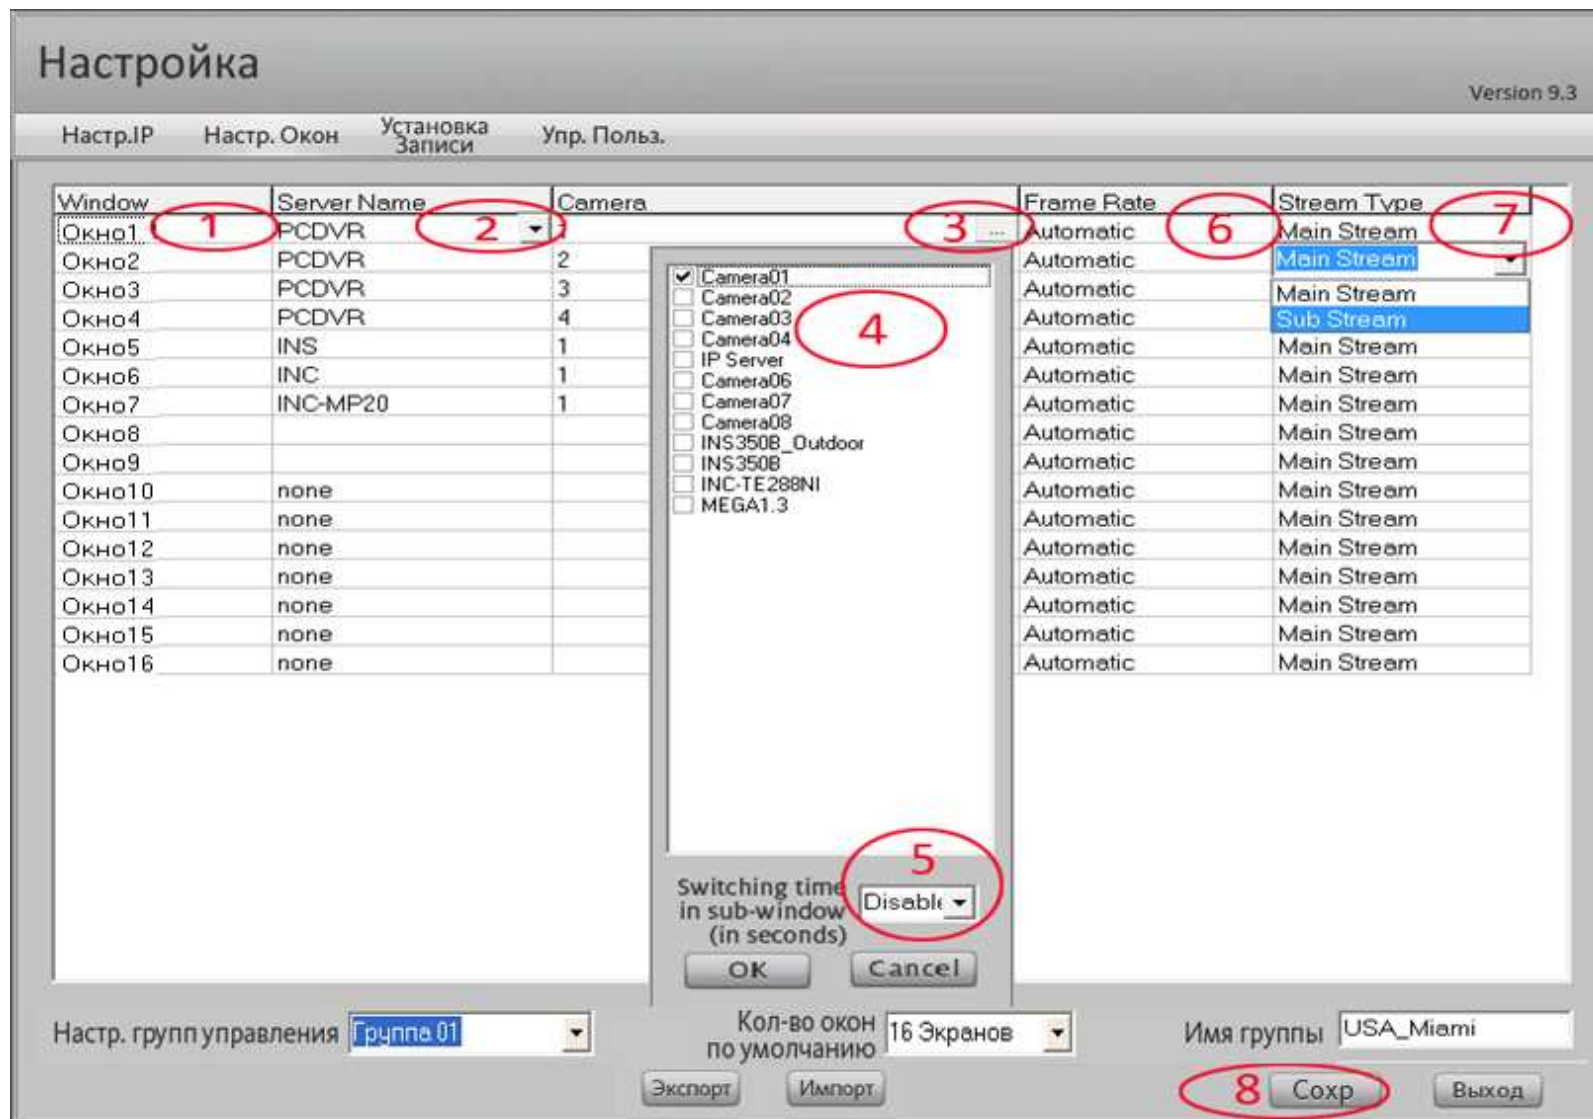 Настройка
Version 9.3
Настр.IP Настр. Окон Установка Записи Упр. Польз.
Window Server Name Camera Frame Rate Stream Type
Окно1 1 PCDVR 2 3 ... Automatic 6 Main Stream 7
Окно2 PCDVR 2 Automatic Main Stream
Окно3 PCDVR 3 Automatic Main Stream
Окно4 PCDVR 4 Automatic Sub Stream
Окно5 INS 1 Automatic Main Stream
Окно6 INC 1 Automatic Main Stream
Окно7 INC-MP20 1 Automatic Main Stream
Окно8 Automatic Main Stream
Окно9 Automatic Main Stream
Окно10 none Automatic Main Stream
Окно11 none Automatic Main Stream
Окно12 none Automatic Main Stream
Окно13 none Automatic Main Stream
Окно14 none Automatic Main Stream
Окно15 none Automatic Main Stream
Окно16 none Automatic Main Stream
Camera01
Camera02
Camera03
4
Camera04
IP Server
Camera06
Camera07
Camera08
INS350B_Outdoor
INS350B
INC-TE288NI
MEGA1.3
5
Switching time
in sub-window
(in seconds)
OK Cancel
Настр. групп управления Группа 01
Кол-во окон
по умолчанию
16 Экранов
Имя группы USA_Miami
Экспорт Импорт 8 Сохр Выход